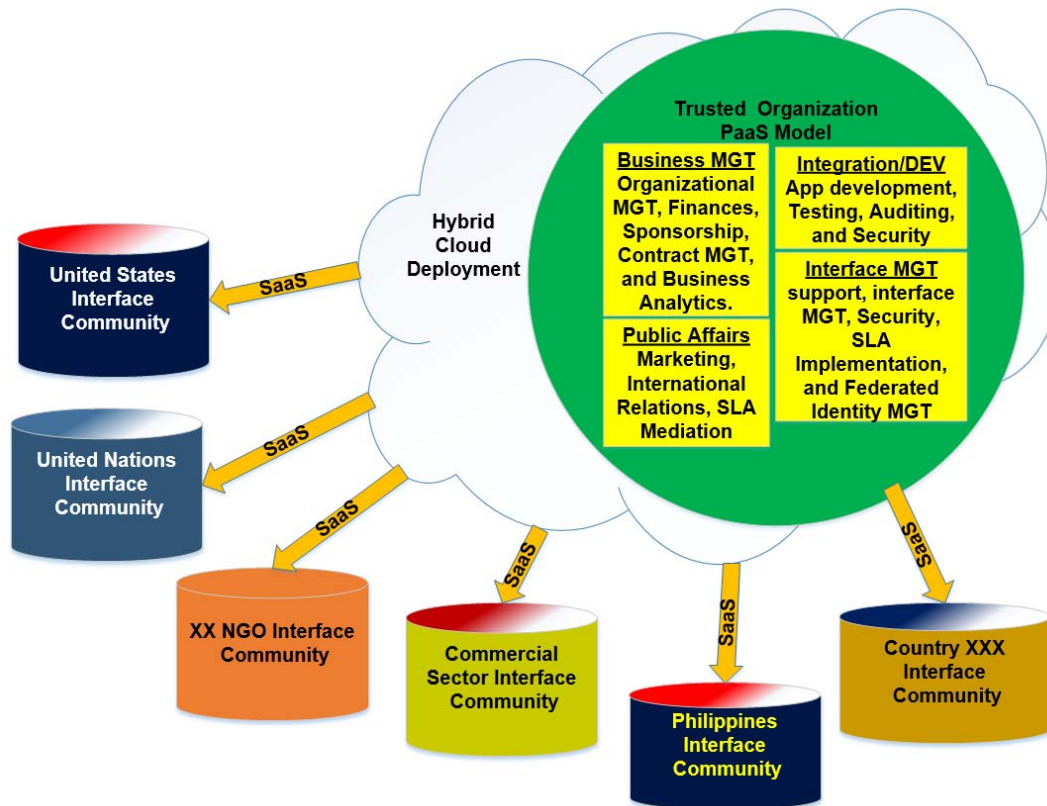 Trusted Organization
PaaS Model
Business MGT
Organizational
MGT, Finances,
Sponsorship,
Contract MGT,
and Business
Analytics.
Integration/DEV
App development,
Testing, Auditing,
and Security
Public Affairs
Marketing,
International
Relations, SLA
Mediation
Interface MGT
support, interface
MGT, Security,
SLA
Implementation,
and Federated
Identity MGT
Hybrid
Cloud
Deployment
SaaS
United States
Interface
Community
SaaS
United Nations
Interface
Community
SaaS
XX NGO Interface
Community
SaaS
Commercial
Sector Interface
Community
SaaS
Philippines
Interface
Community
SaaS
Country XXX
Interface
Community